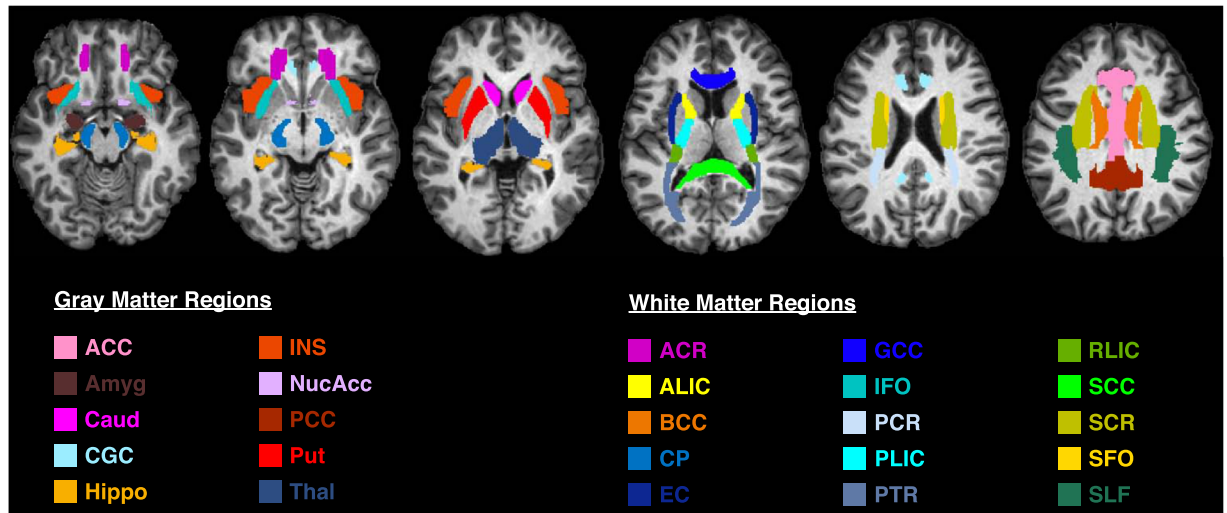 Gray Matter Regions
ACC
Amyg
Caud
CGC
Hippo
INS
NucAcc
PCC
Put
Thal
White Matter Regions
ACR
ALIC
BCC
CP
EC
GCC
IFO
PCR
PLIC
PTR
RLIC
SCC
SCR
SFO
SLF